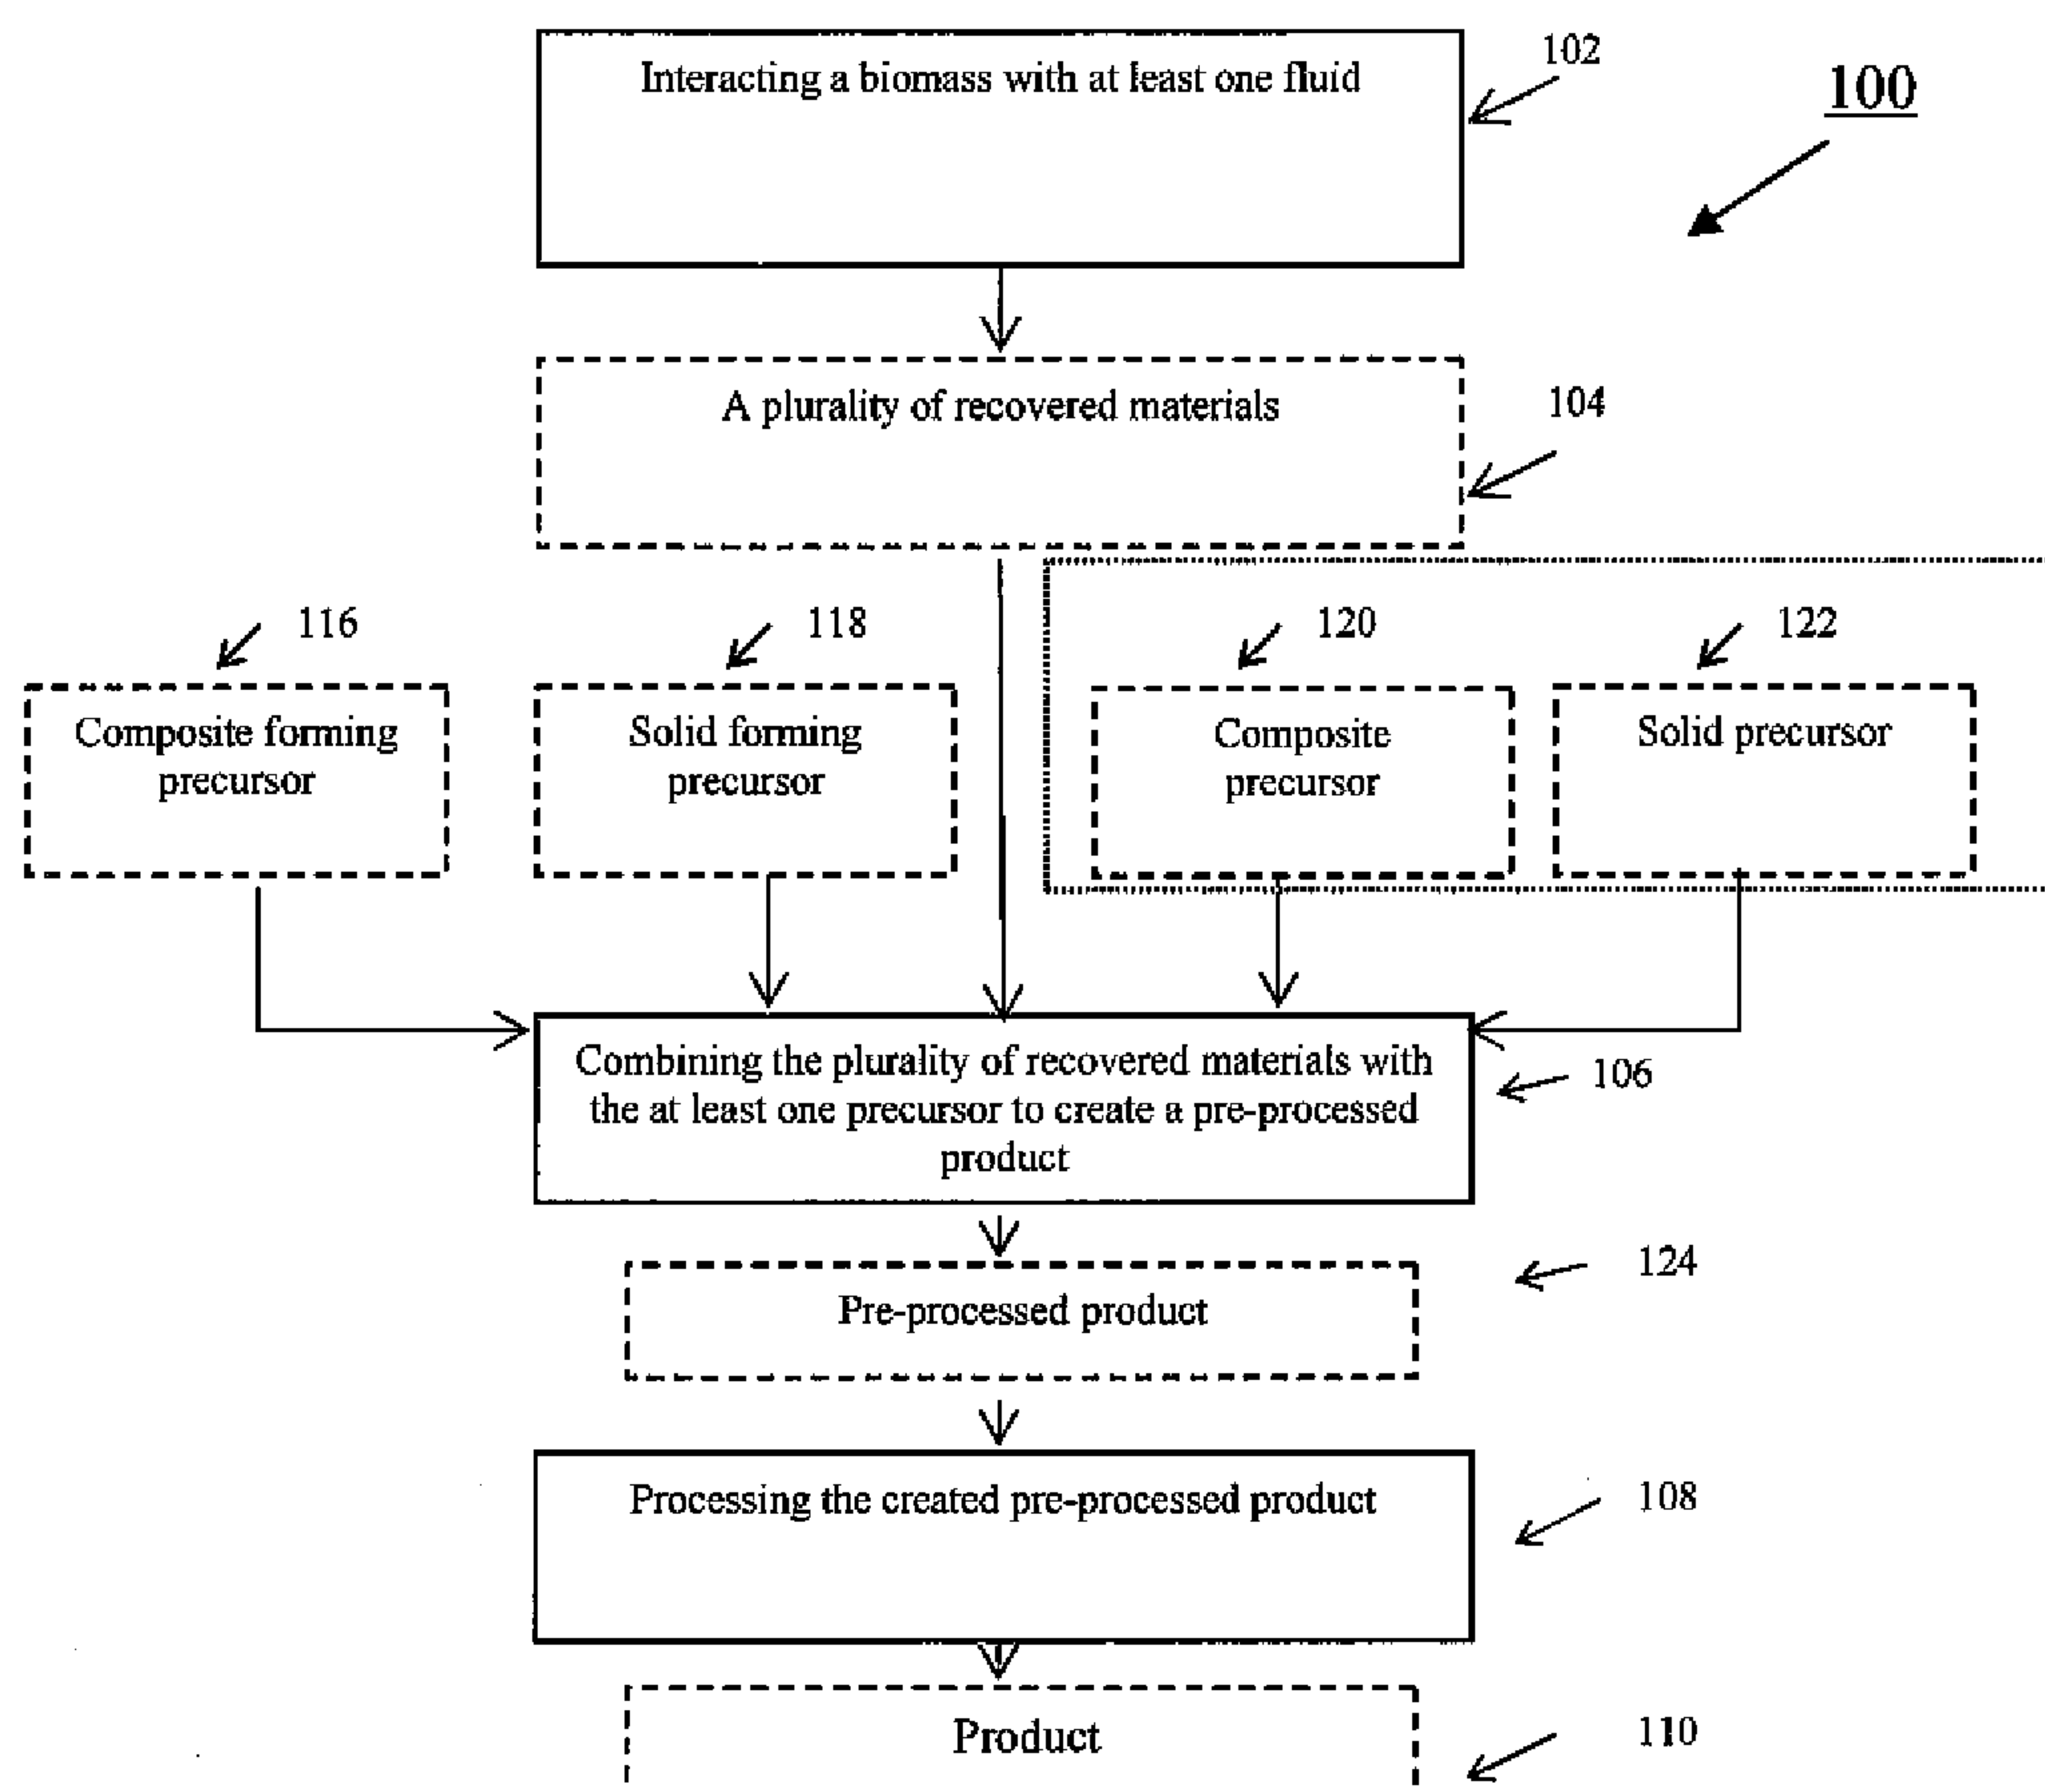 102
100
Interacting a biomass with at least one fluid
A plurality of recovered materials
104
116
118
120
122
Composite forming
precursor
Solid forming
precursor
Composite
precursor
Solid precursor
Combining the plurality of recovered materials with
the at least one precursor to create a pre-processed
product
106
124
Pre-processed product
Processing the created pre-processed product
108
Product
110